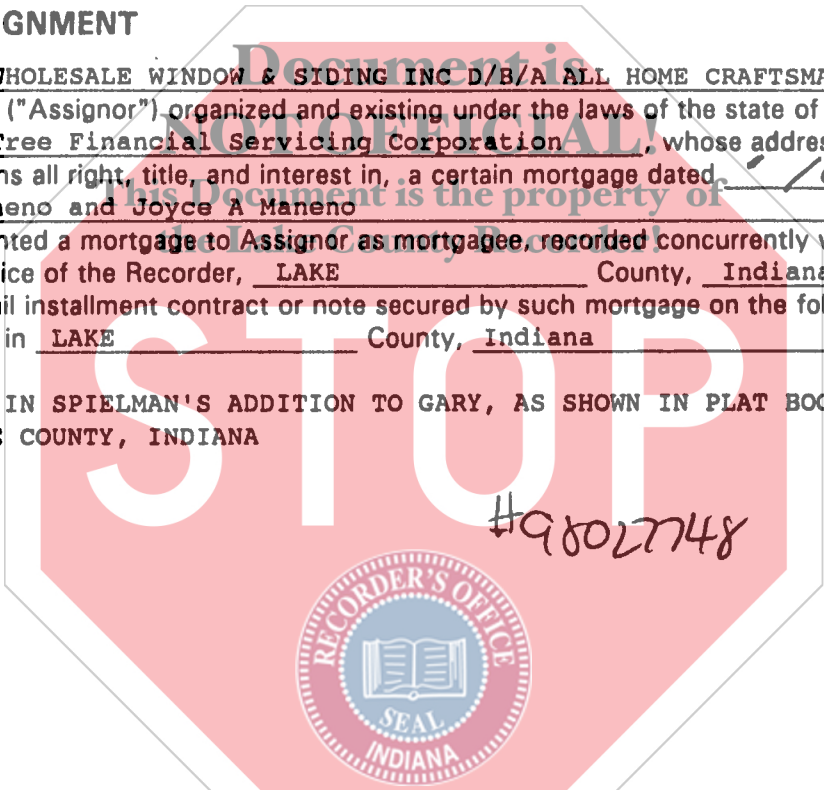 GNMENT
Document is
WHOLESALE WINDOW & SIDING INC D/B/A ALL HOME CRAFTSMA
("Assignor") organized and existing under the laws of the state of
NOT OFFICIAL!
Tree Financial Servicing Corporation, whose addres
ns all right, title, and interest in, a certain mortgage dated
This Document is the property of
neno and Joyce A Maneno
the Lake County Recorder!
nted a mortgage to Assignor as mortgagee, recorded concurrently
ice of the Recorder, LAKE County, Indiana
il installment contract or note secured by such mortgage on the fol
in LAKE County, Indiana
IN SPIELMAN'S ADDITION TO GARY, AS SHOWN IN PLAT BOO
COUNTY, INDIANA
STOP
#98027748
RECORDER'S OFFICE
SEAL
INDIANA